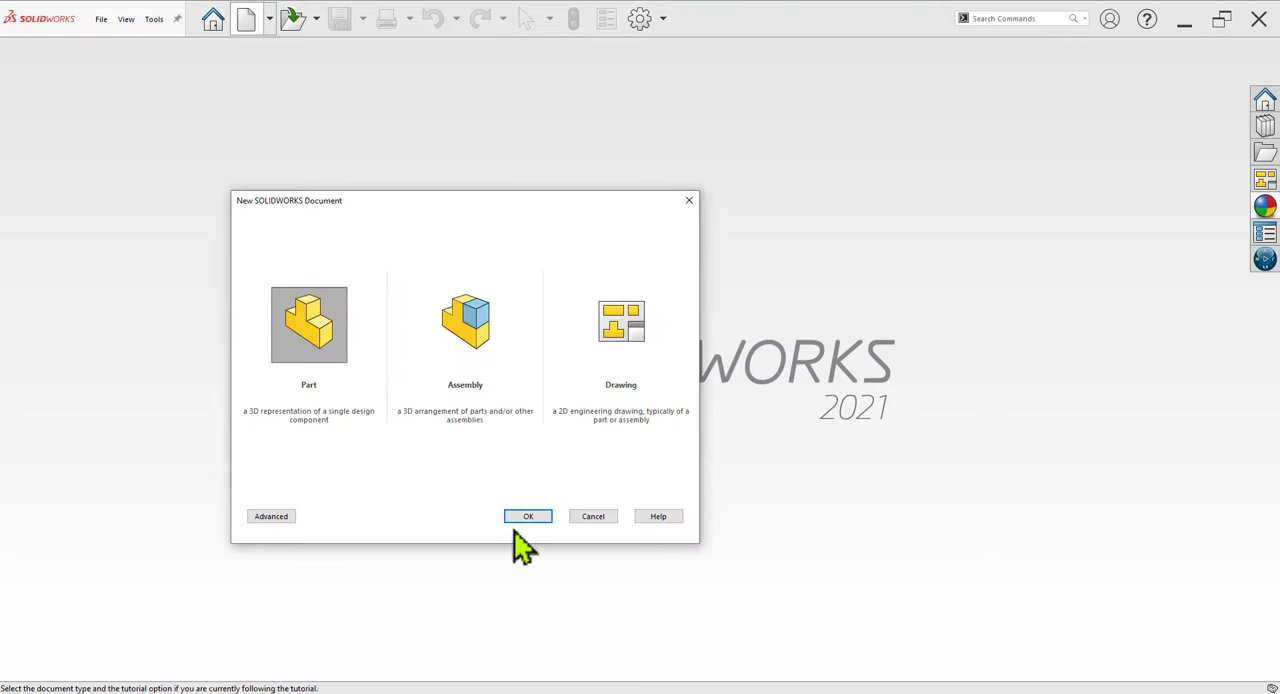 SOLIDWORKS File View Tools Search Commands
New SOLIDWORKS Document
Part Assembly Drawing
a 3D representation of a single design component
a 3D arrangement of parts and/or other assemblies
a 2D engineering drawing, typically of a part or assembly
WORKS
2021
Advanced OK Cancel Help
Select the document type and the tutorial option if you are currently following the tutorial.